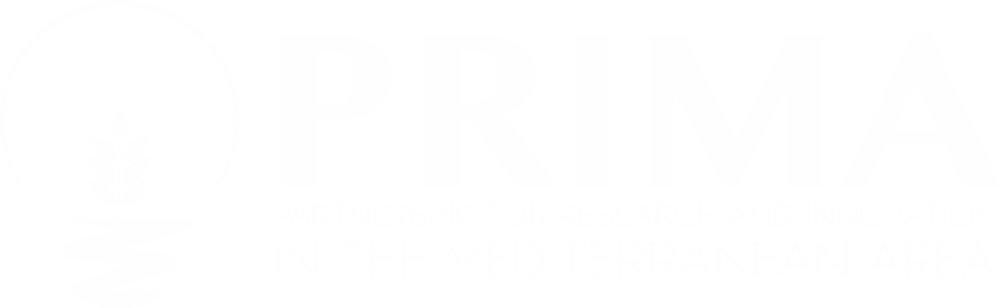 PRIMA
PARTNERSHIP FOR RESEARCH AND INNOVATION
IN THE MEDITERRANEAN AREA